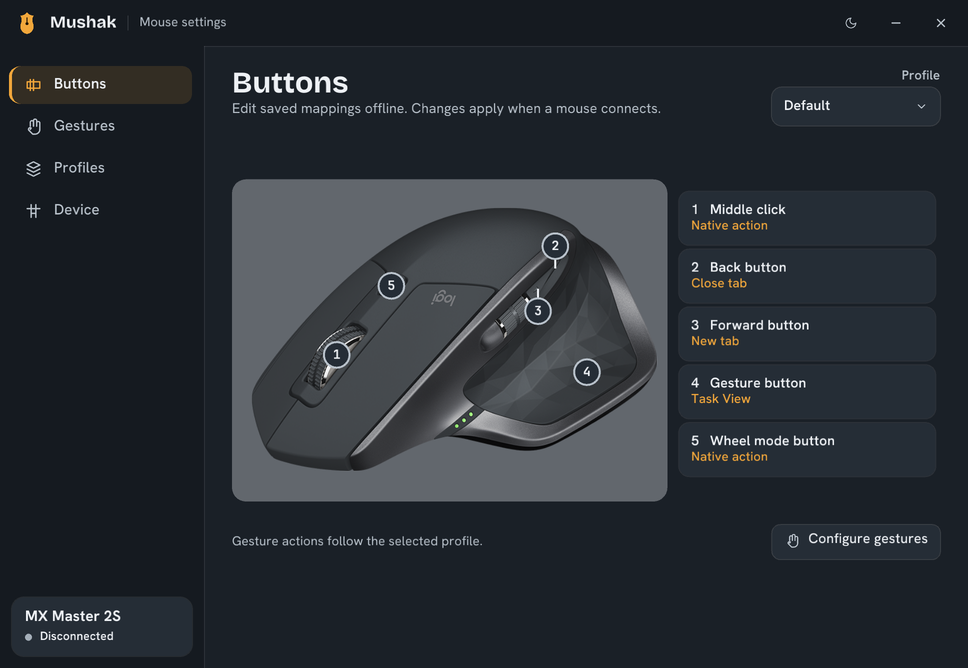 Mushak
Mouse settings
Buttons
Gestures
Profiles
Device
MX Master 2S
Disconnected
Buttons
Edit saved mappings offline. Changes apply when a mouse connects.
Profile
Default
logi
1
2
3
4
5
1 Middle click
Native action
2 Back button
Close tab
3 Forward button
New tab
4 Gesture button
Task View
5 Wheel mode button
Native action
Gesture actions follow the selected profile.
Configure gestures